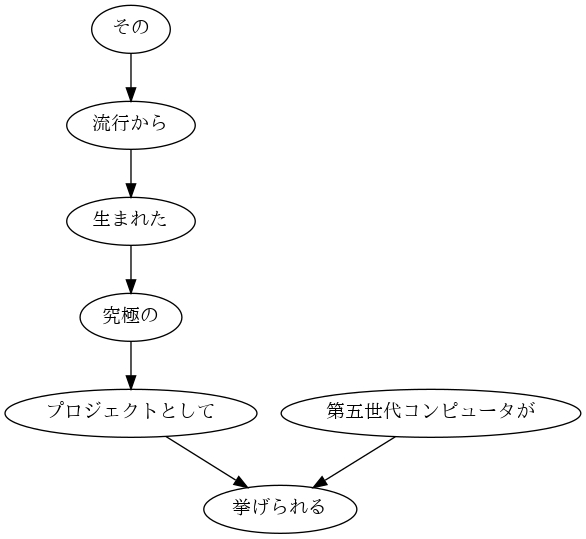 その
流行から
生まれた
究極の
プロジェクトとして
第五世代コンピュータが
挙げられる